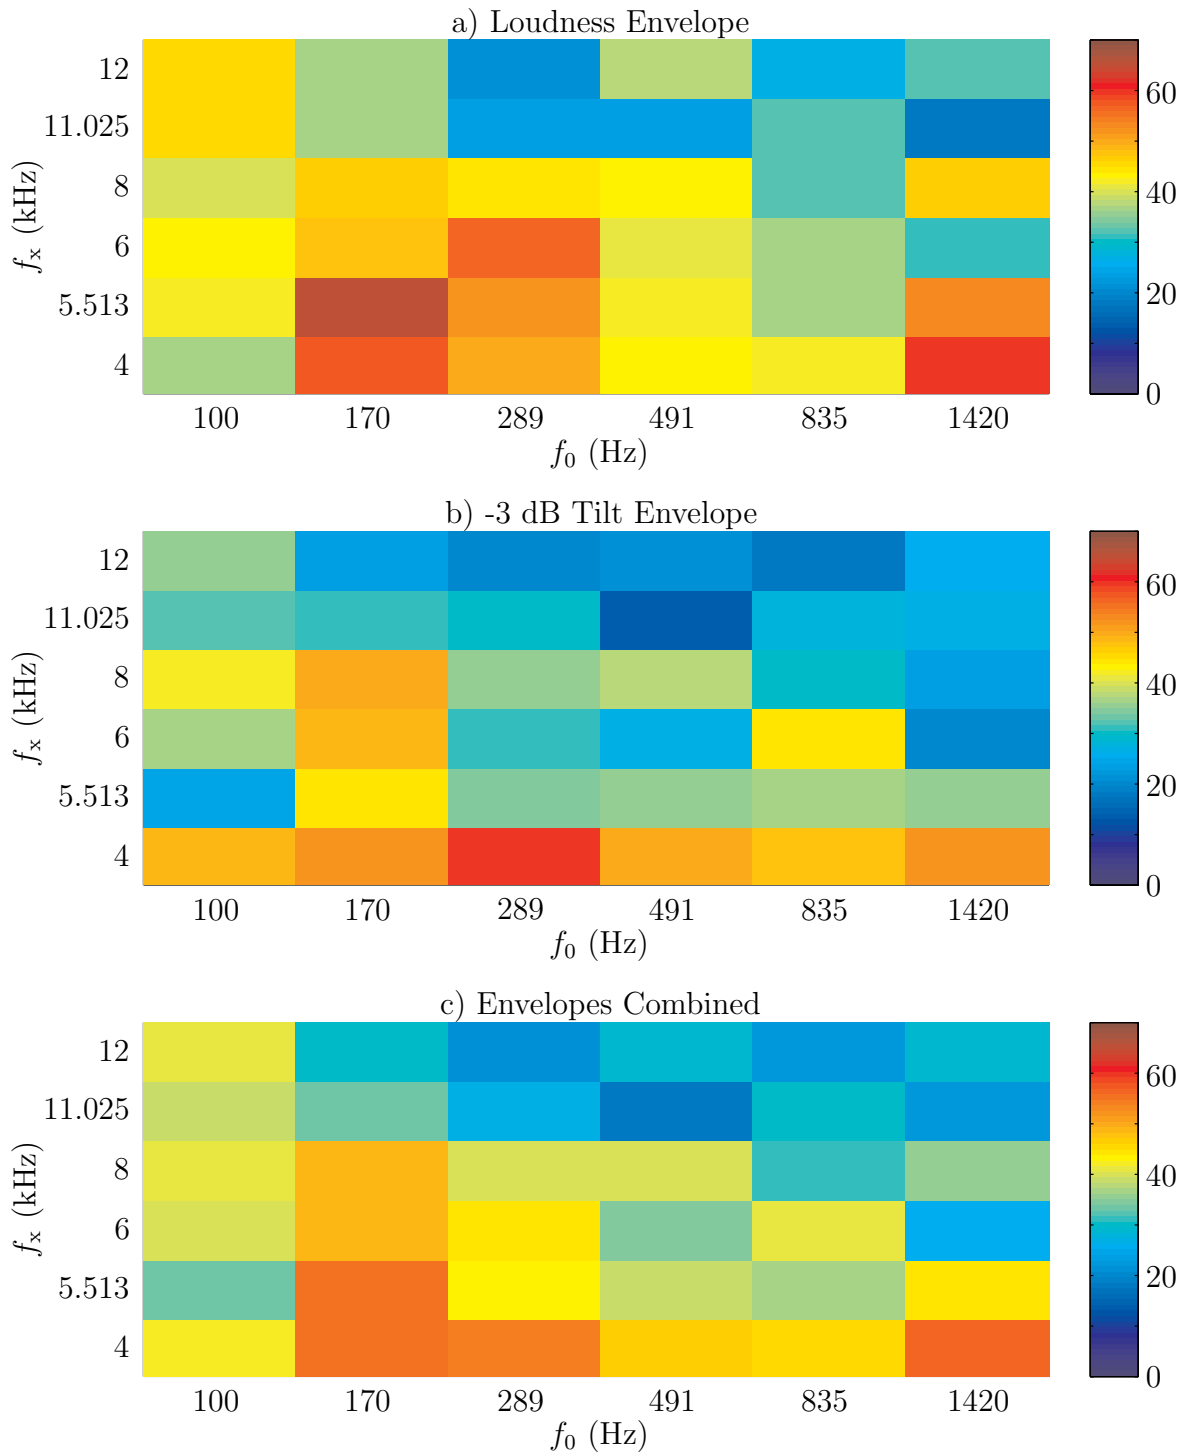 a) Loudness Envelope
12
11.025
8
6
5.513
4
f_x (kHz)
100 170 289 491 835 1420
f_0 (Hz)
60
40
20
0
b) -3 dB Tilt Envelope
12
11.025
8
6
5.513
4
f_x (kHz)
100 170 289 491 835 1420
f_0 (Hz)
60
40
20
0
c) Envelopes Combined
12
11.025
8
6
5.513
4
f_x (kHz)
100 170 289 491 835 1420
f_0 (Hz)
60
40
20
0